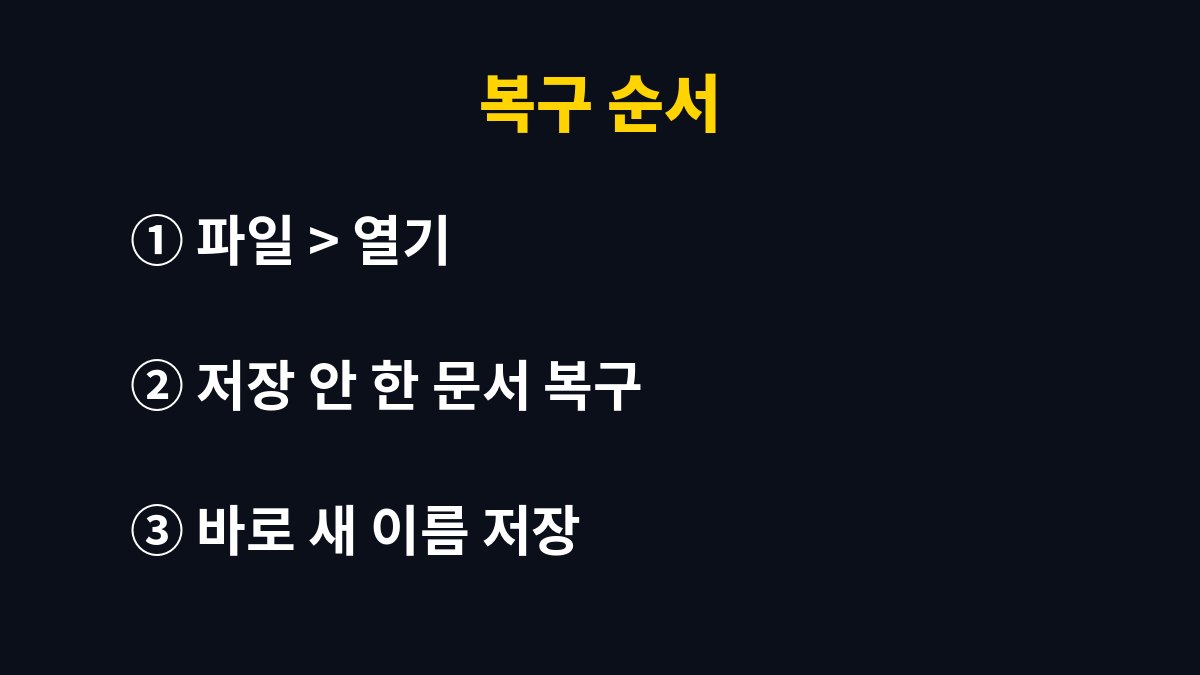 복구 순서
① 파일 > 열기
② 저장 안 한 문서 복구
③ 바로 새 이름 저장